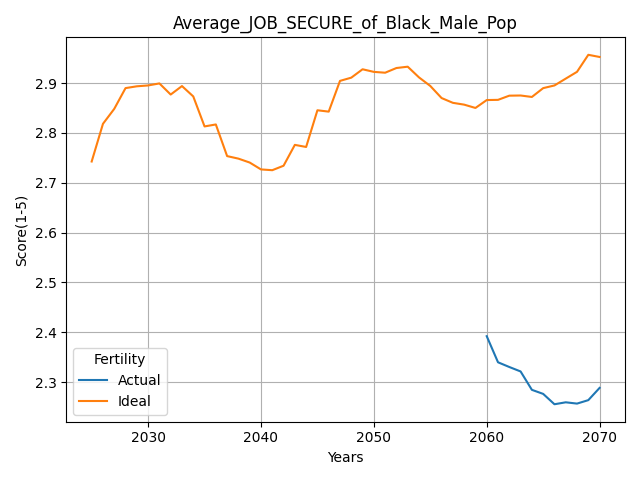 Average_JOB_SECURE_of_Black_Male_Pop
Score(1-5)
2.9
2.8
2.7
2.6
2.5
2.4
2.3
Fertility
Actual
Ideal
2030 2040 2050 2060 2070
Years